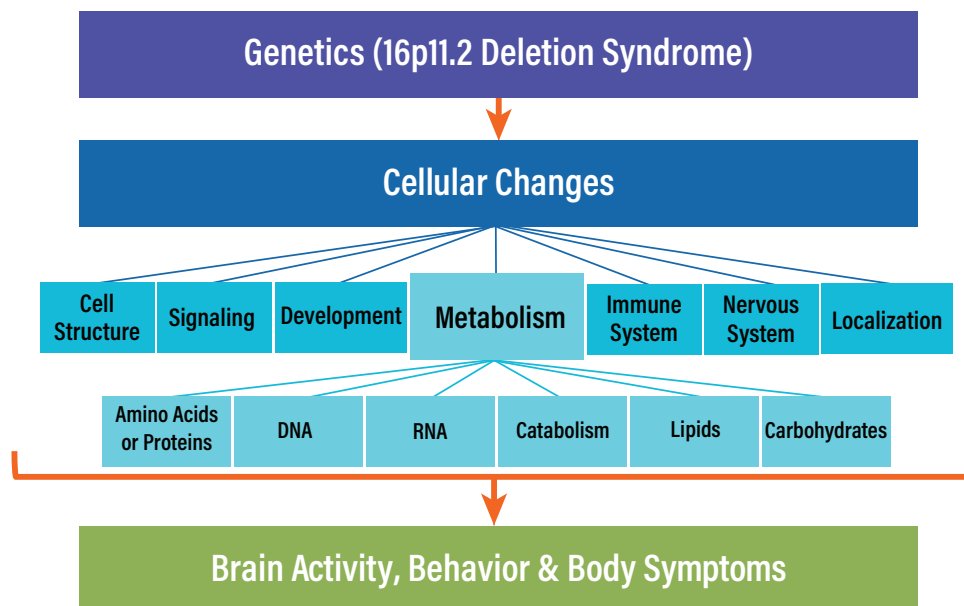 Genetics (16p11.2 Deletion Syndrome)
Cellular Changes
Cell
Structure
Signaling
Development
Metabolism
Immune
System
Nervous
System
Localization
Amino Acids
or Proteins
DNA
RNA
Catabolism
Lipids
Carbohydrates
Brain Activity, Behavior & Body Symptoms